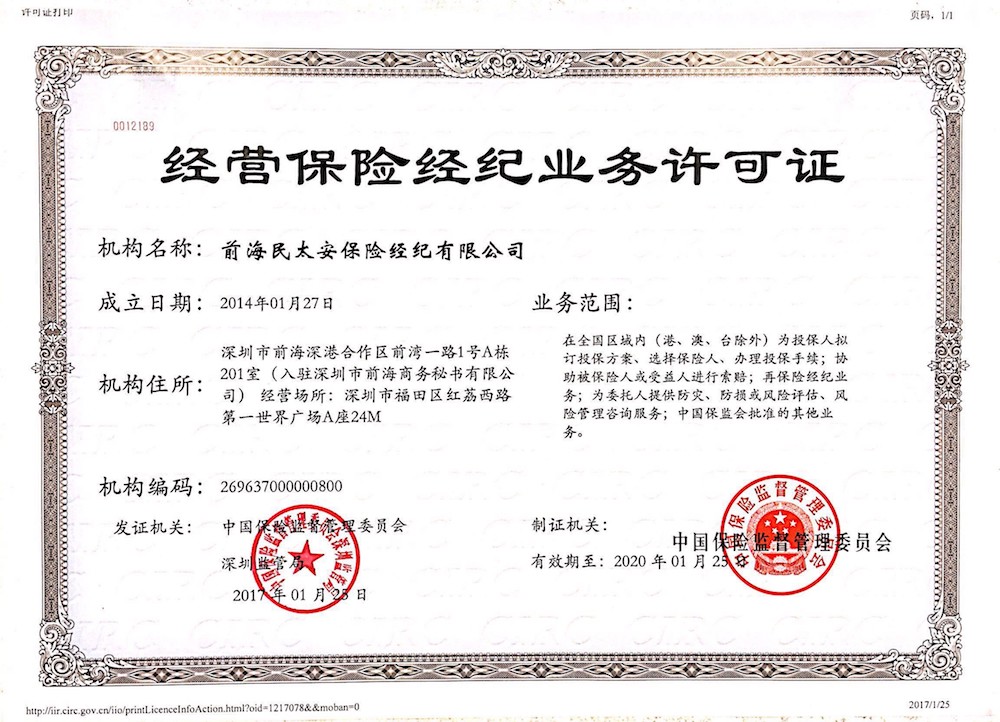 许可证打印
页码，1/1
0012189
经营保险经纪业务许可证
机构名称：前海民太安保险经纪有限公司
成立日期：2014年01月27日
机构住所：深圳市前海深港合作区前湾一路1号A栋
201室（入驻深圳市前海商务秘书有限公
司） 经营场所：深圳市福田区红荔西路
第一世界广场A座24M
业务范围：
在全国区域内（港、澳、台除外）为投保人拟
订投保方案、选择保险人、办理投保手续；协
助被保险人或受益人进行索赔；再保险经纪业
务；为委托人提供防灾、防损或风险评估、风
险管理咨询服务；中国保监会批准的其他业
务。
机构编码：269637000000800
发证机关：中国保险监督管理委员会
深圳监管局
2017年01月25日
制证机关：
中国保险监督管理委员会
有效期至：2020年01月25日
中国保险监督管理委员会
http://iir.circ.gov.cn/iio/printLicenceInfoAction.html?oid=1217078&&moban=0
2017/1/25